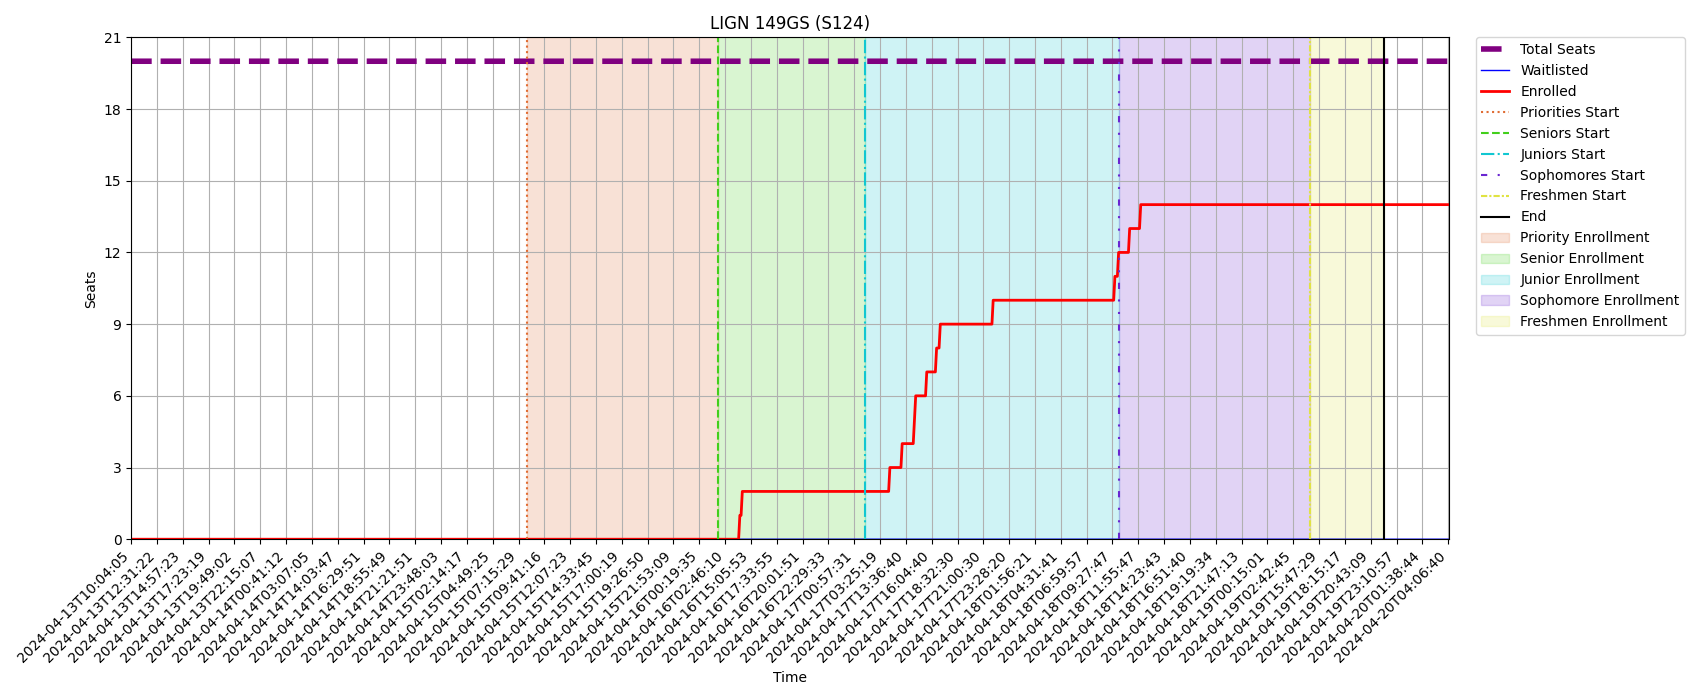 LIGN 149GS (S124)
21
18
15
12
9
6
3
0
Seats
2024-04-13T10:04:05
2024-04-13T12:31:22
2024-04-13T14:57:23
2024-04-13T17:23:19
2024-04-13T19:49:02
2024-04-13T22:15:07
2024-04-14T00:41:12
2024-04-14T03:07:05
2024-04-14T14:03:47
2024-04-14T16:29:51
2024-04-14T18:55:49
2024-04-14T21:21:51
2024-04-14T23:48:03
2024-04-15T02:14:17
2024-04-15T04:49:25
2024-04-15T07:15:29
2024-04-15T09:41:16
2024-04-15T12:07:23
2024-04-15T14:33:45
2024-04-15T17:00:19
2024-04-15T19:26:50
2024-04-15T21:53:09
2024-04-16T00:19:35
2024-04-16T02:46:10
2024-04-16T15:05:53
2024-04-16T17:33:55
2024-04-16T20:01:51
2024-04-16T22:29:33
2024-04-17T00:57:31
2024-04-17T03:25:19
2024-04-17T13:36:40
2024-04-17T16:04:40
2024-04-17T18:32:30
2024-04-17T21:00:30
2024-04-17T23:28:20
2024-04-18T01:56:21
2024-04-18T04:31:41
2024-04-18T06:59:57
2024-04-18T09:27:47
2024-04-18T11:55:47
2024-04-18T14:23:43
2024-04-18T16:51:40
2024-04-18T19:19:34
2024-04-18T21:47:13
2024-04-19T00:15:01
2024-04-19T02:42:45
2024-04-19T15:47:29
2024-04-19T18:15:17
2024-04-19T20:43:09
2024-04-19T23:10:57
2024-04-20T01:38:44
2024-04-20T04:06:40
Time
Total Seats
Waitlisted
Enrolled
Priorities Start
Seniors Start
Juniors Start
Sophomores Start
Freshmen Start
End
Priority Enrollment
Senior Enrollment
Junior Enrollment
Sophomore Enrollment
Freshmen Enrollment